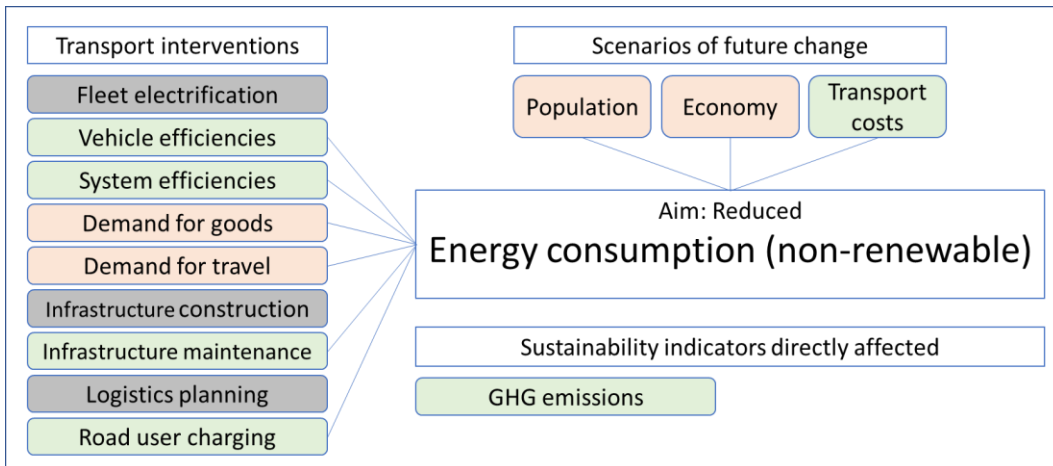 Transport interventions
Fleet electrification
Vehicle efficiencies
System efficiencies
Demand for goods
Demand for travel
Infrastructure construction
Infrastructure maintenance
Logistics planning
Road user charging
Scenarios of future change
Population
Economy
Transport
costs
Aim: Reduced
Energy consumption (non-renewable)
Sustainability indicators directly affected
GHG emissions